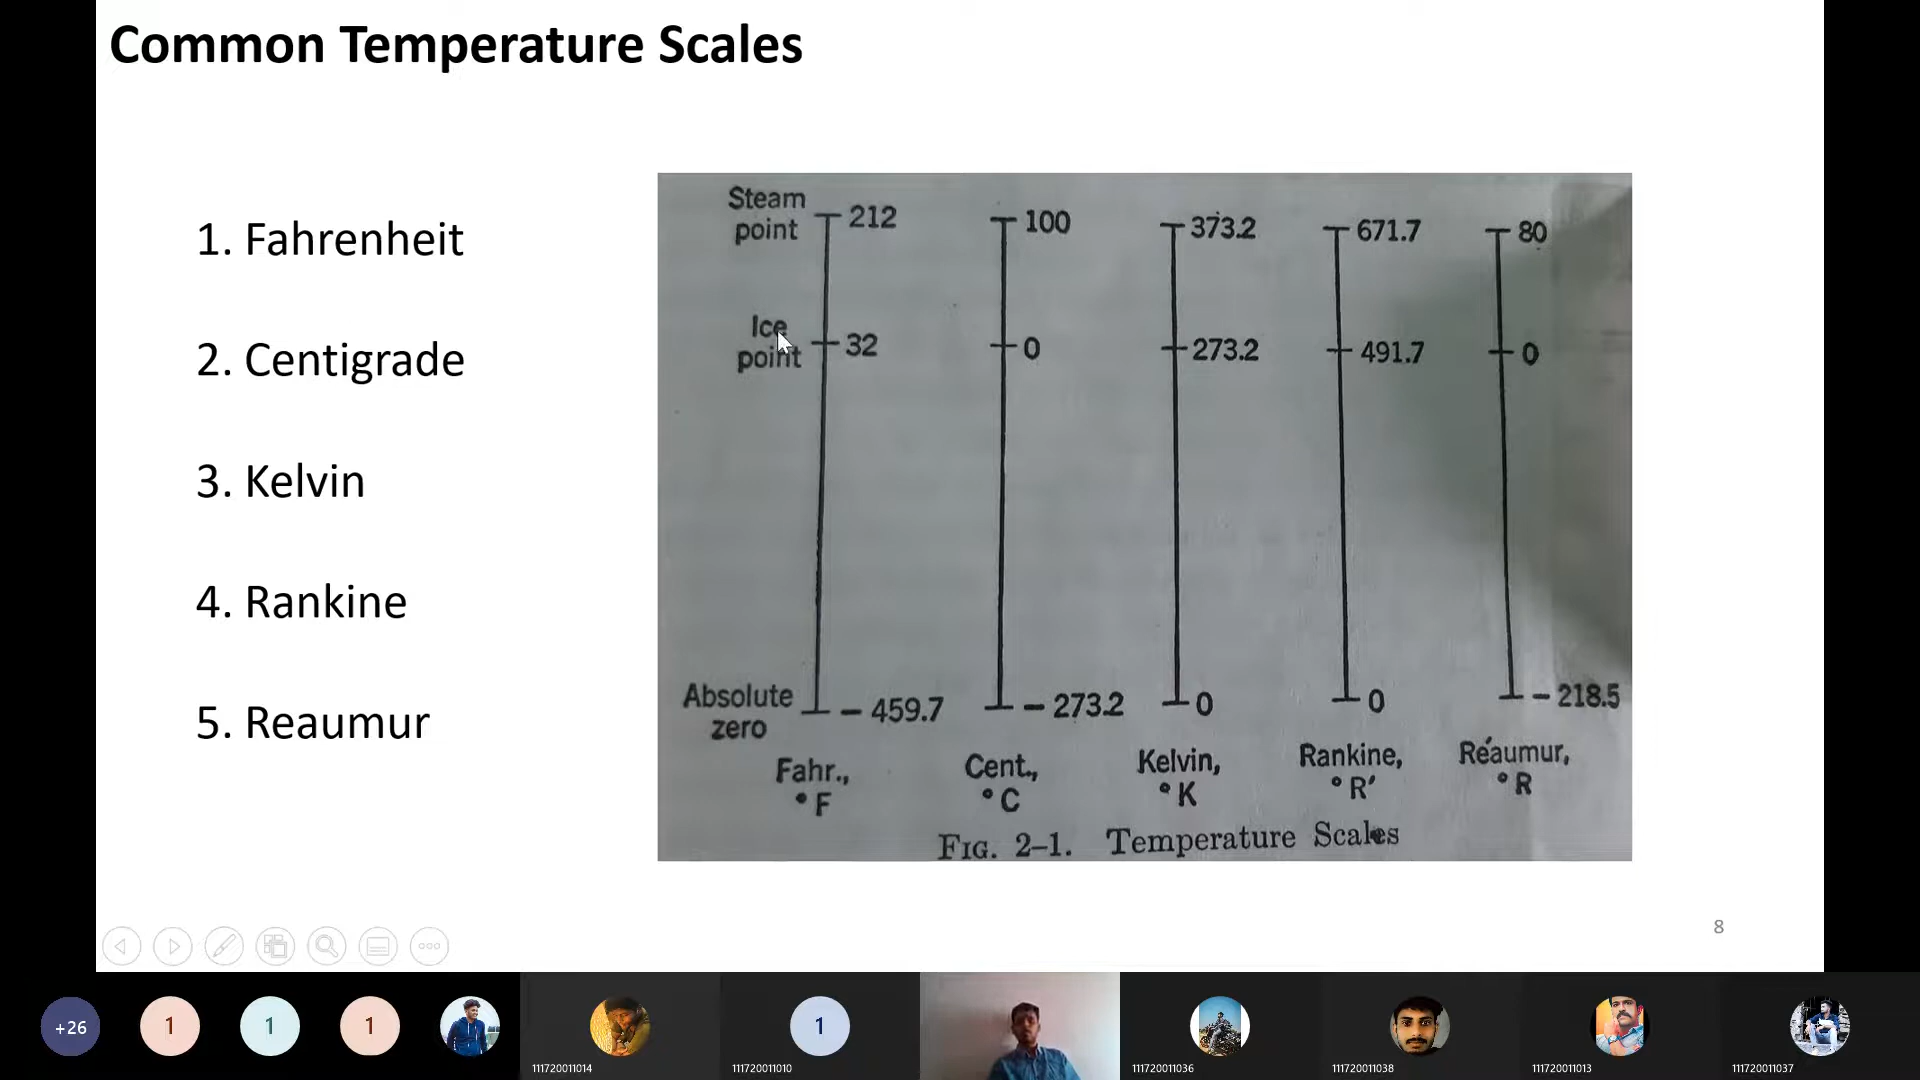 Common Temperature Scales
1. Fahrenheit
2. Centigrade
3. Kelvin
4. Rankine
5. Reaumur
Steam
point
212
100
373.2
671.7
80
Ice
point
32
0
273.2
491.7
0
Absolute
zero
- 459.7
- 273.2
0
0
- 218.5
Fahr.,
°F
Cent.,
°C
Kelvin,
°K
Rankine,
°R′
Réaumur,
°R
FIG. 2–1. Temperature Scales
8
+26
1
1
1
1
111720011014
111720011010
111720011036
111720011038
111720011013
111720011037